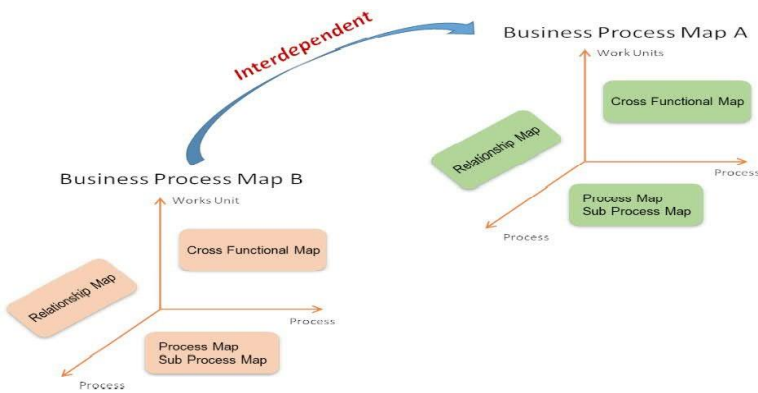 Interdependent
Business Process Map A
Work Units
Cross Functional Map
Relationship Map
Process
Process Map
Sub Process Map
Process
Business Process Map B
Works Unit
Cross Functional Map
Relationship Map
Process
Process Map
Sub Process Map
Process